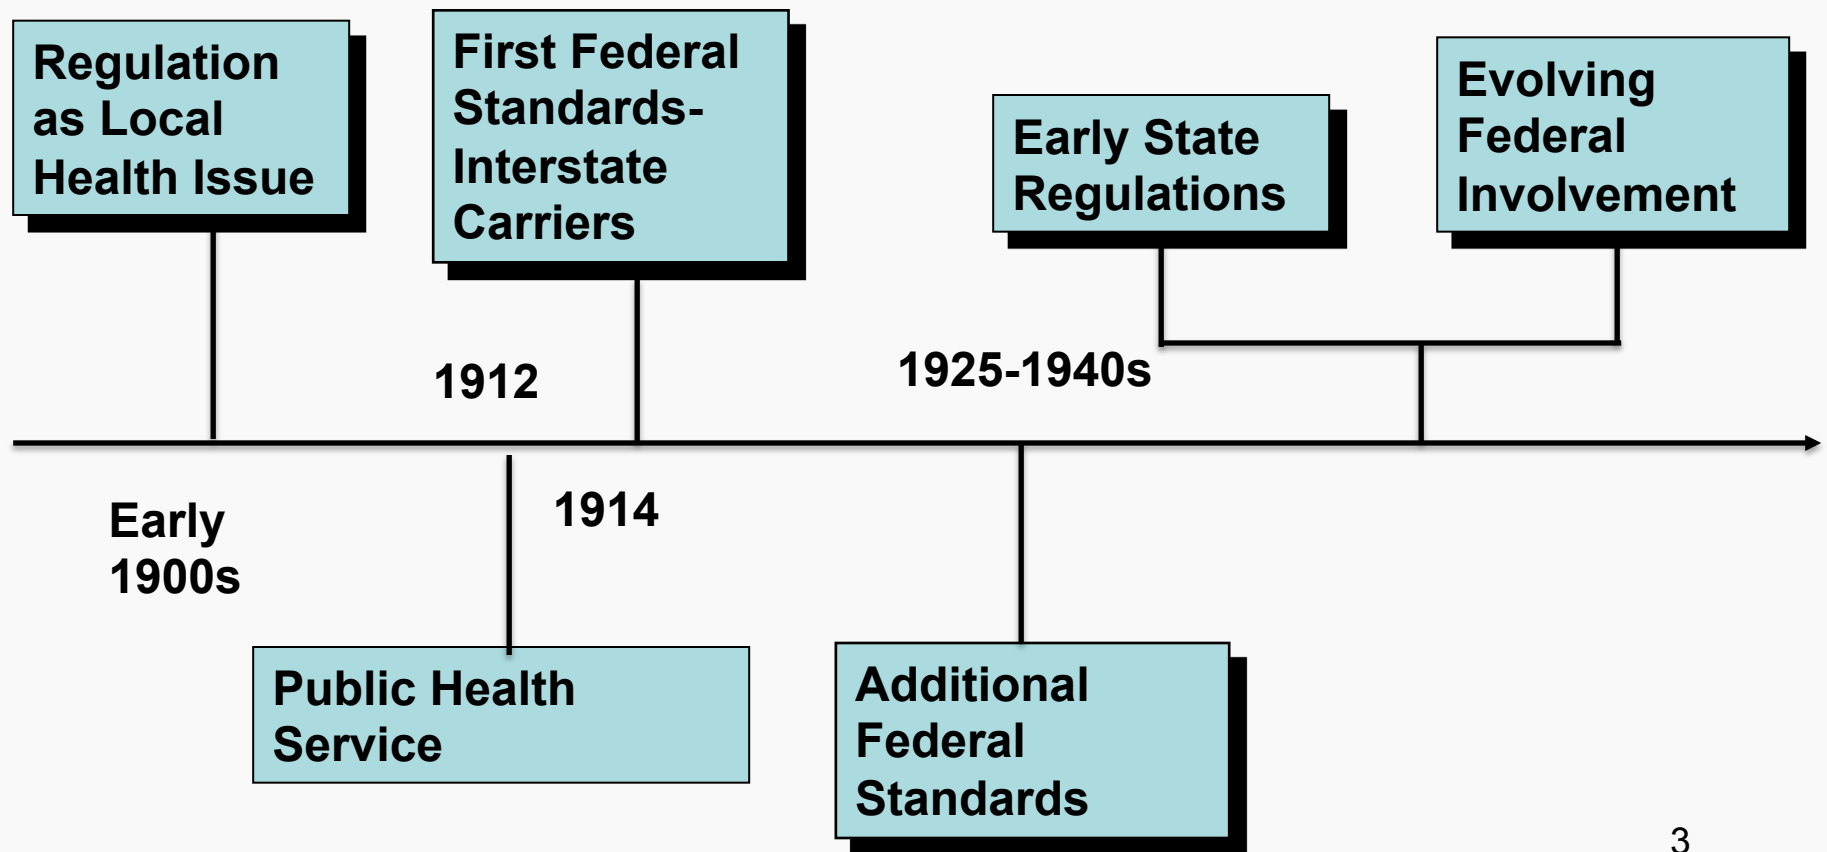 Regulation
as Local
Health Issue
First Federal
Standards-
Interstate
Carriers
Early State
Regulations
Evolving
Federal
Involvement
1912
1925-1940s
Early
1900s
1914
Public Health
Service
Additional
Federal
Standards
3